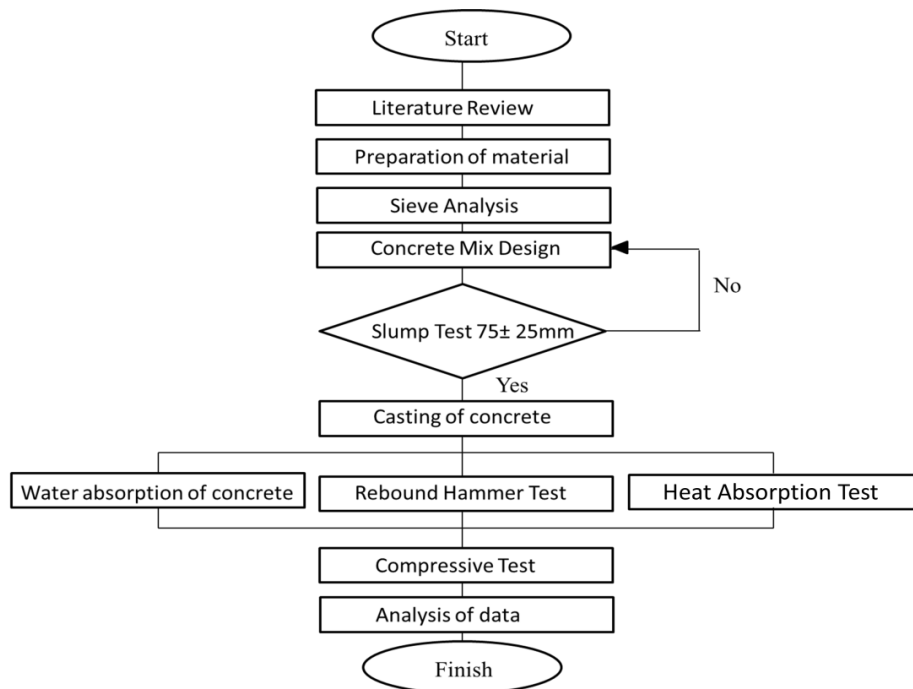 Start
Literature Review
Preparation of material
Sieve Analysis
Concrete Mix Design
No
Slump Test 75± 25mm
Yes
Casting of concrete
Water absorption of concrete
Rebound Hammer Test
Heat Absorption Test
Compressive Test
Analysis of data
Finish